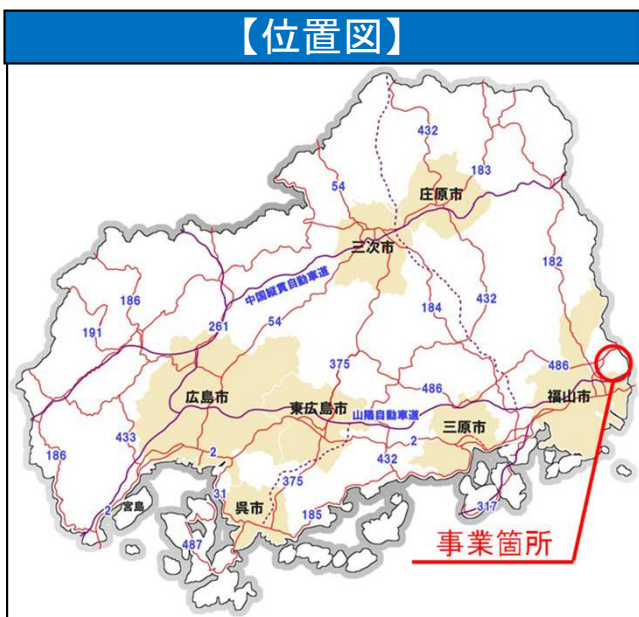 【位置図】
432
183
54
庄原市
三次市
182
中国縦貫自動車道
186
432
184
191
261
54
375
486
486
広島市
東広島市
山陽自動車道
福山市
三原市
433
2
2
186
432
375
31
185
2
宮島
呉市
317
487
事業箇所